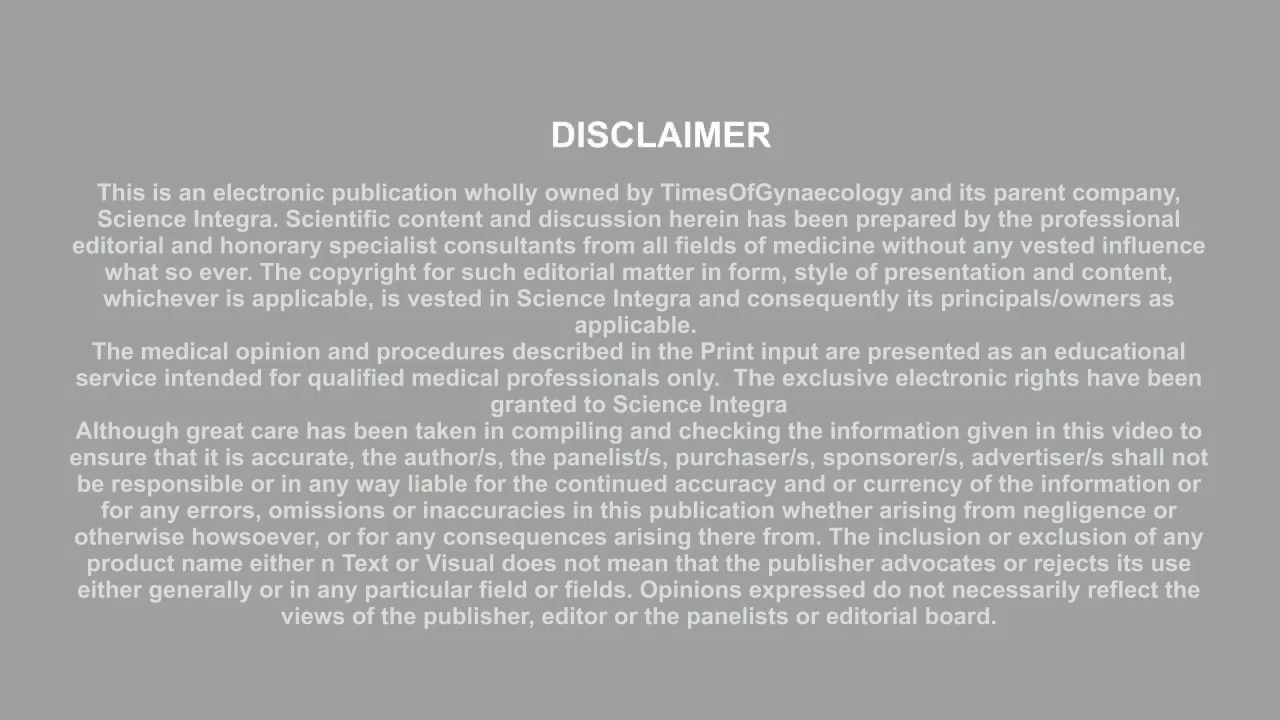 DISCLAIMER
This is an electronic publication wholly owned by TimesOfGynaecology and its parent company,
Science Integra. Scientific content and discussion herein has been prepared by the professional
editorial and honorary specialist consultants from all fields of medicine without any vested influence
what so ever. The copyright for such editorial matter in form, style of presentation and content,
whichever is applicable, is vested in Science Integra and consequently its principals/owners as
applicable.
The medical opinion and procedures described in the Print input are presented as an educational
service intended for qualified medical professionals only.  The exclusive electronic rights have been
granted to Science Integra
Although great care has been taken in compiling and checking the information given in this video to
ensure that it is accurate, the author/s, the panelist/s, purchaser/s, sponsorer/s, advertiser/s shall not
be responsible or in any way liable for the continued accuracy and or currency of the information or
for any errors, omissions or inaccuracies in this publication whether arising from negligence or
otherwise howsoever, or for any consequences arising there from. The inclusion or exclusion of any
product name either n Text or Visual does not mean that the publisher advocates or rejects its use
either generally or in any particular field or fields. Opinions expressed do not necessarily reflect the
views of the publisher, editor or the panelists or editorial board.